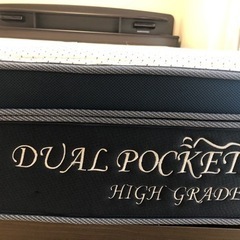 DUAL POCKET
HIGH GRADE